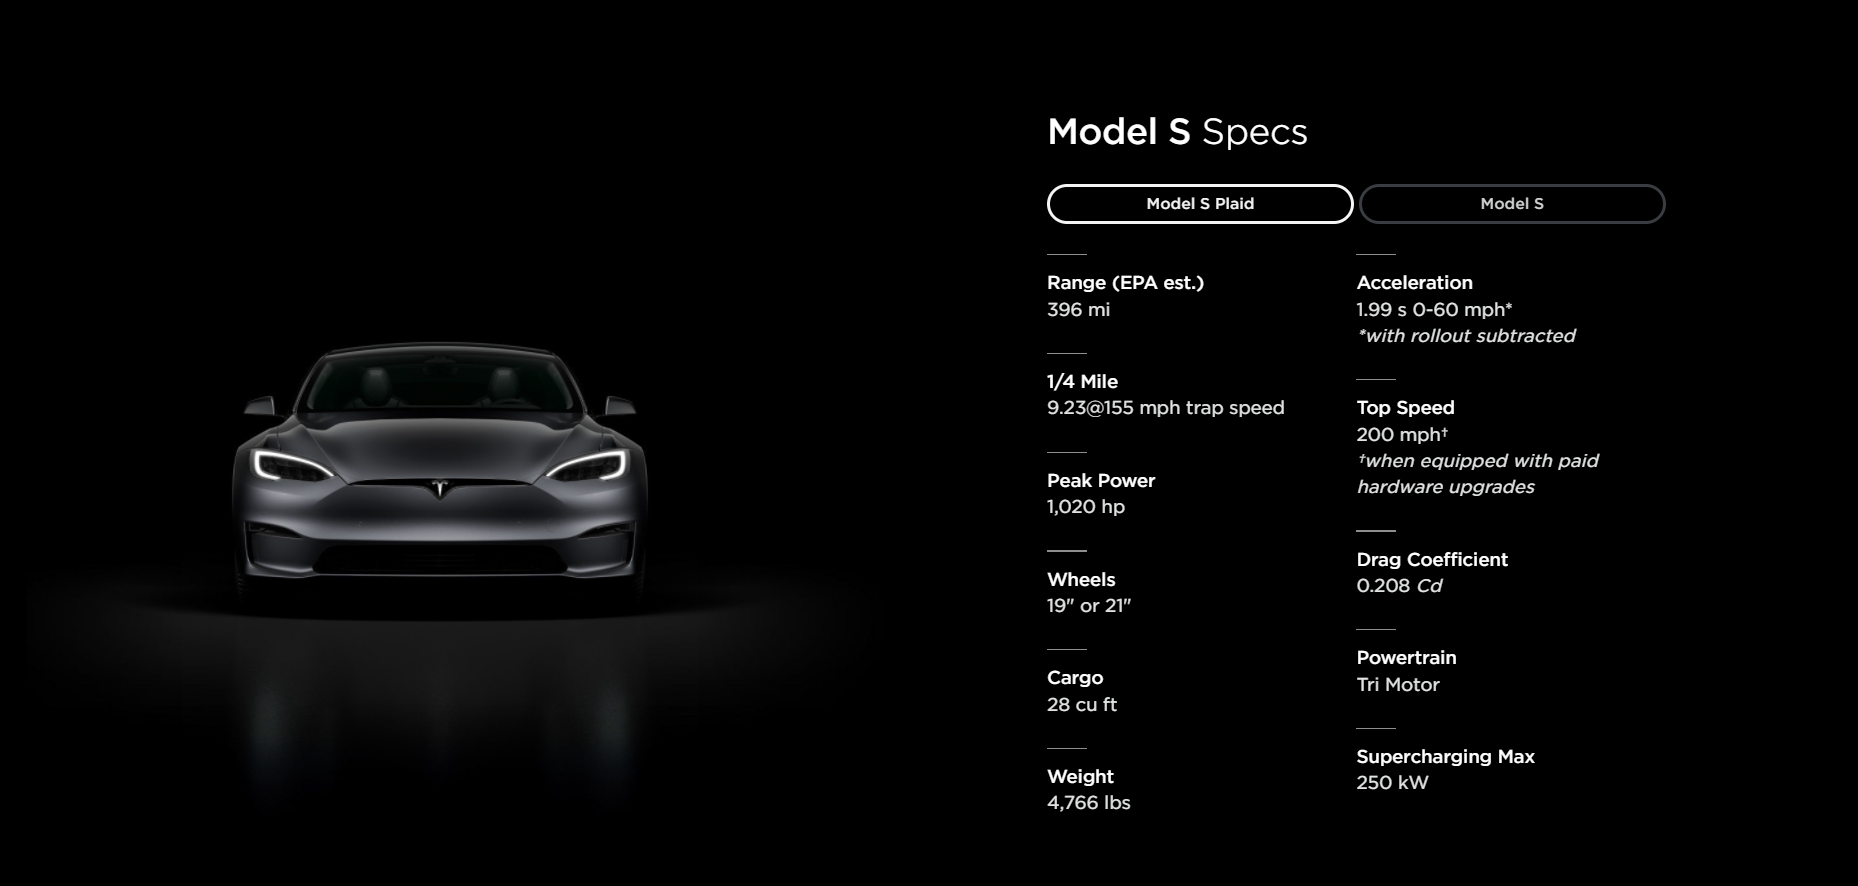 Model S Specs
Model S Plaid
Model S
Range (EPA est.)
396 mi
1/4 Mile
9.23@155 mph trap speed
Peak Power
1,020 hp
Wheels
19" or 21"
Cargo
28 cu ft
Weight
4,766 lbs
Acceleration
1.99 s 0-60 mph*
*with rollout subtracted
Top Speed
200 mph†
†when equipped with paid
hardware upgrades
Drag Coefficient
0.208 Cd
Powertrain
Tri Motor
Supercharging Max
250 kW